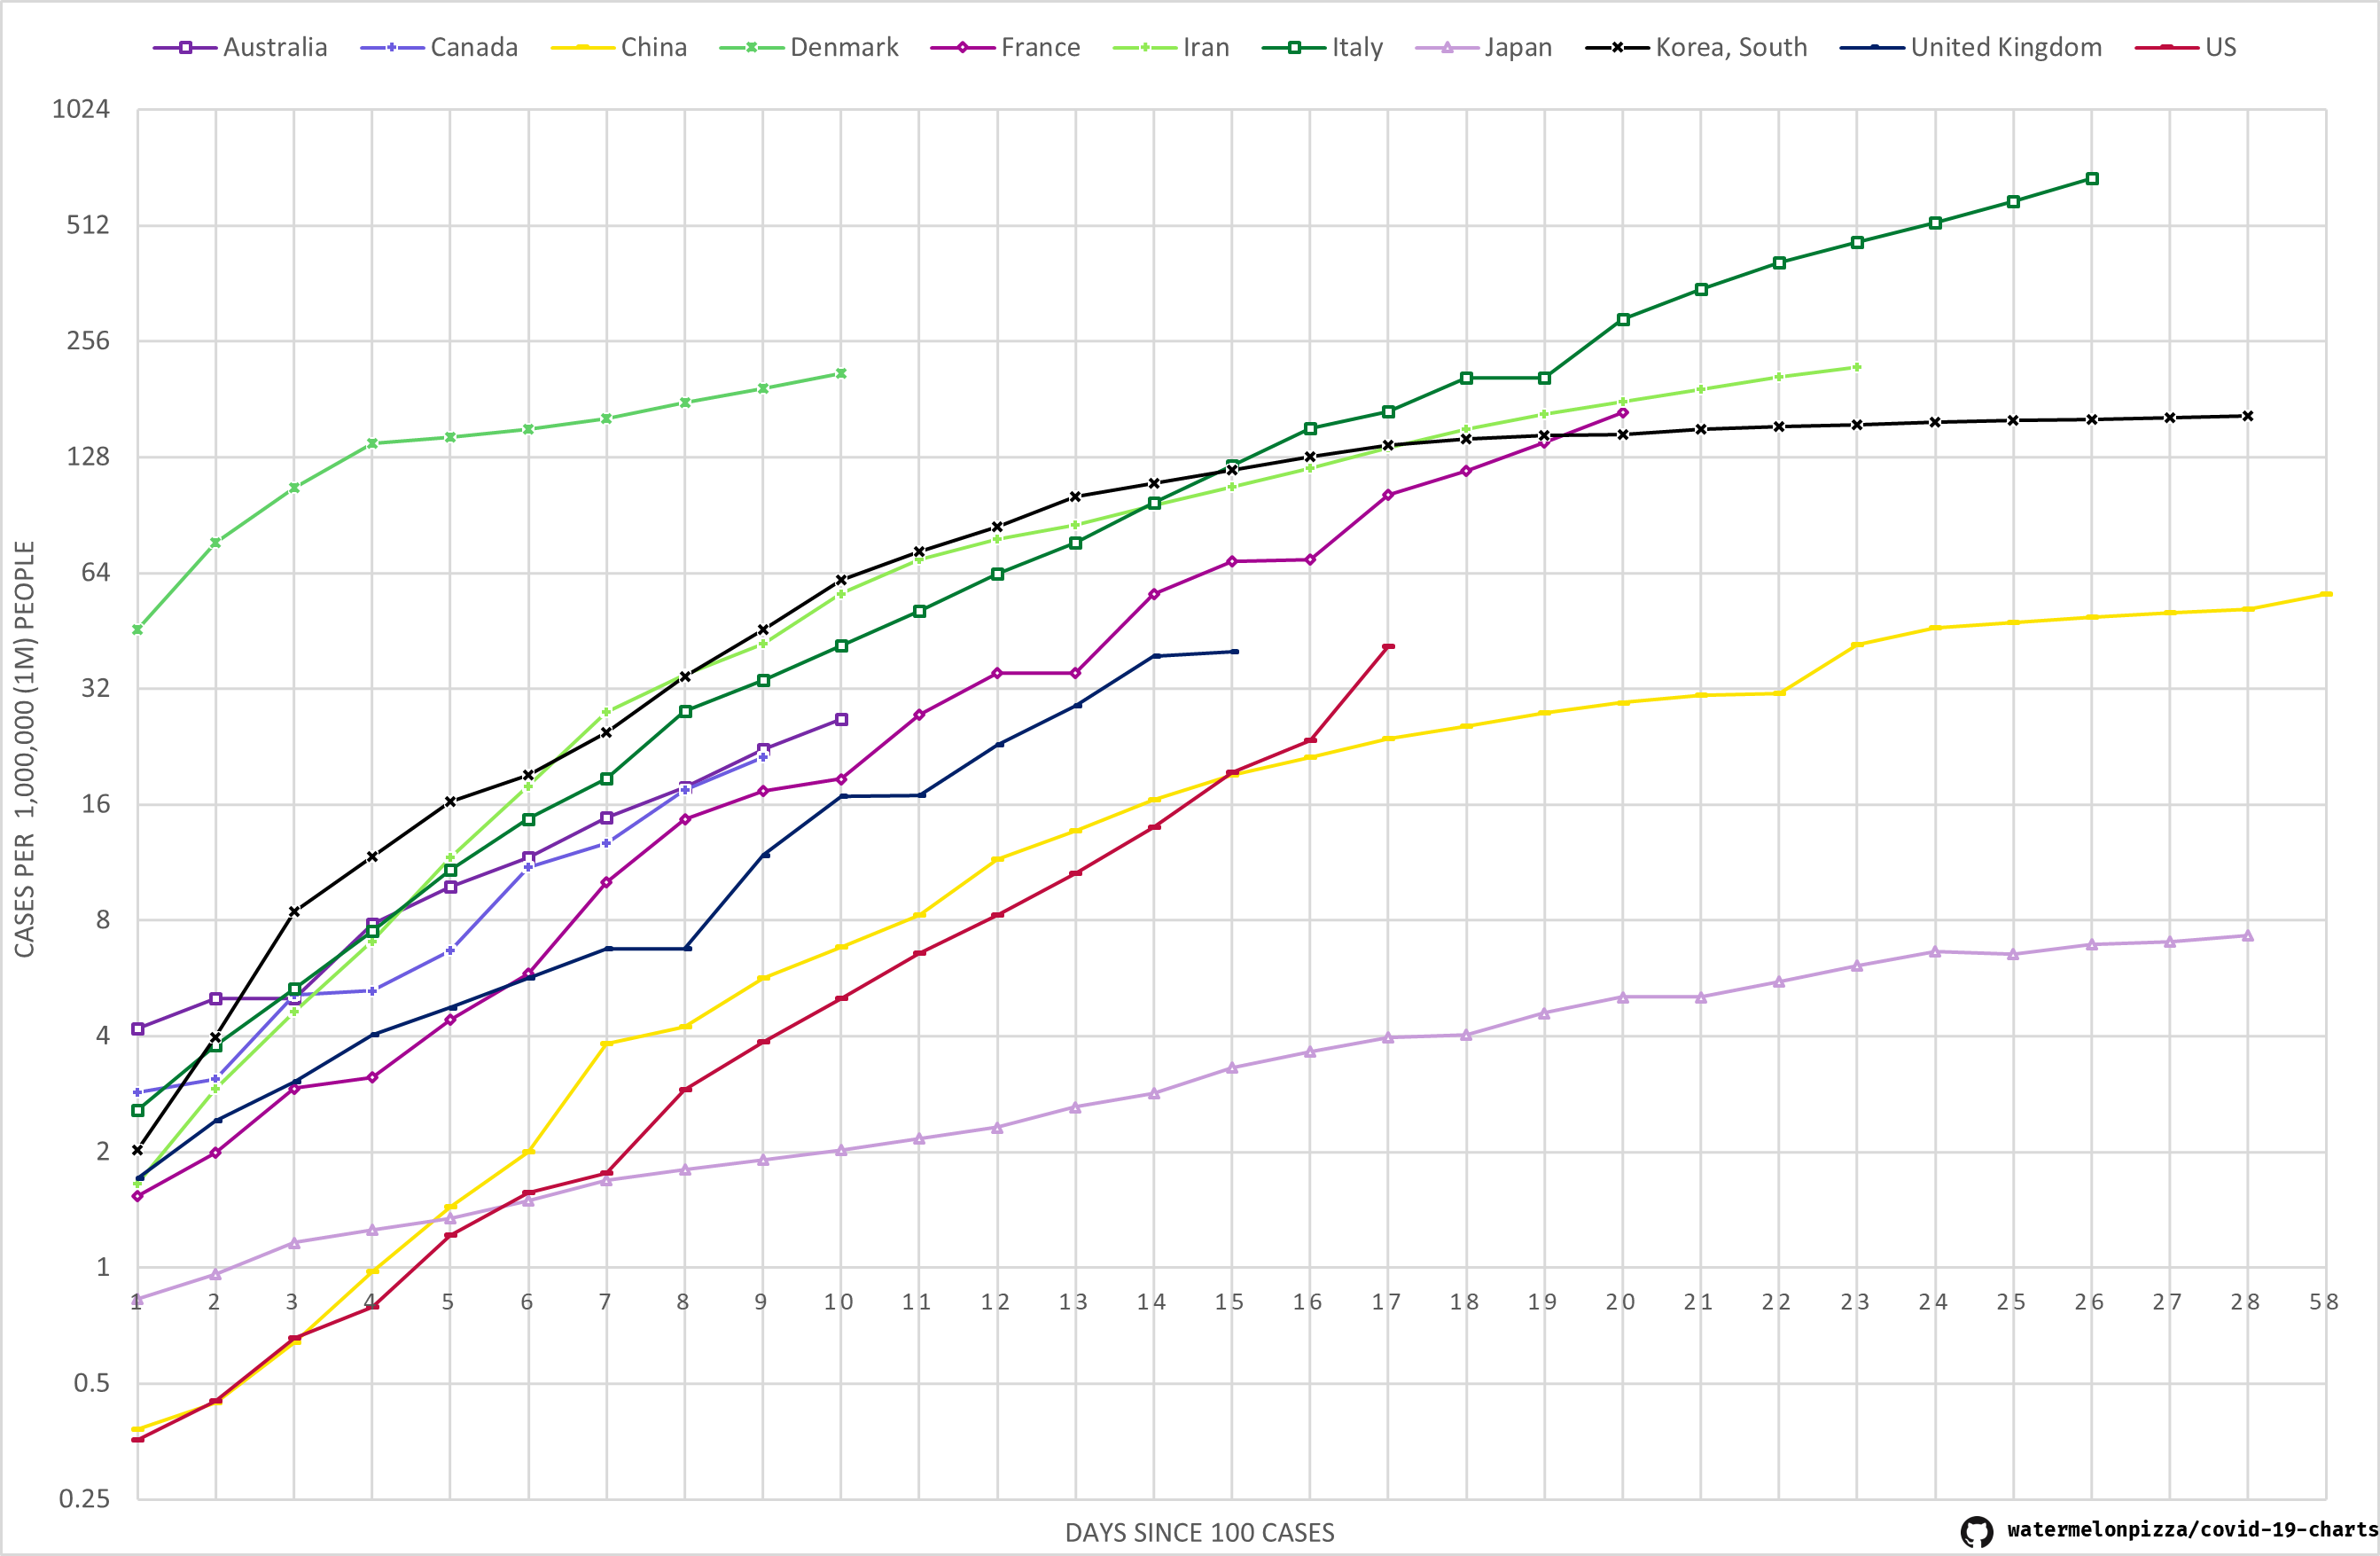 Australia Canada China Denmark France Iran Italy Japan Korea, South United Kingdom US
1024
512
256
128
64
32
16
8
4
2
1
0.5
0.25
CASES PER 1,000,000 (1M) PEOPLE
1 2 3 4 5 6 7 8 9 10 11 12 13 14 15 16 17 18 19 20 21 22 23 24 25 26 27 28 58
DAYS SINCE 100 CASES
watermelonpizza/covid-19-charts